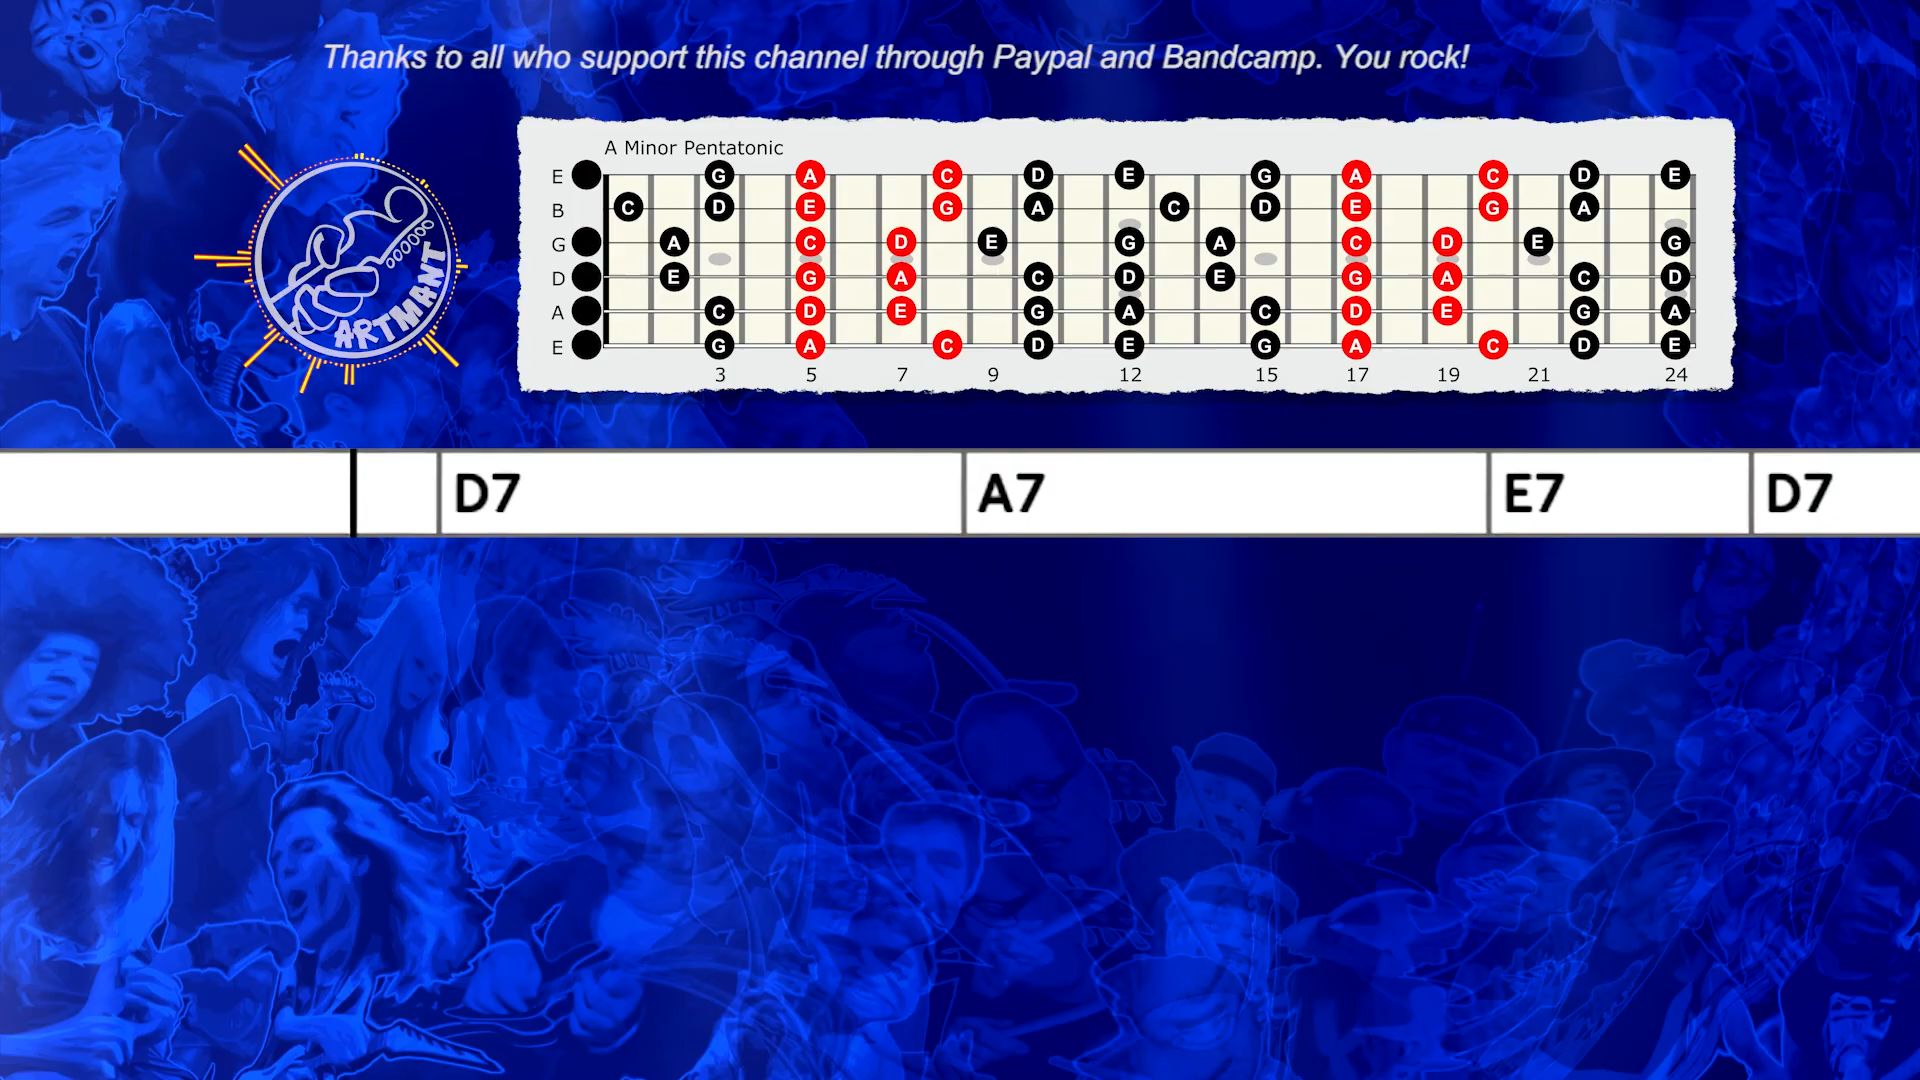 Thanks to all who support this channel through Paypal and Bandcamp. You rock!
A Minor Pentatonic
E G A C D E G A C D E
B C D E G A C D E G A
G A C D E G A C D E G
D E G A C D E G A C D
A C D E G A C D E G A
E G A C D E G A C D E
3 5 7 9 12 15 17 19 21 24
ARTMANT
D7 A7 E7 D7